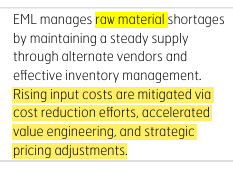 EML manages raw material shortages
by maintaining a steady supply
through alternate vendors and
effective inventory management.
Rising input costs are mitigated via
cost reduction efforts, accelerated
value engineering, and strategic
pricing adjustments.